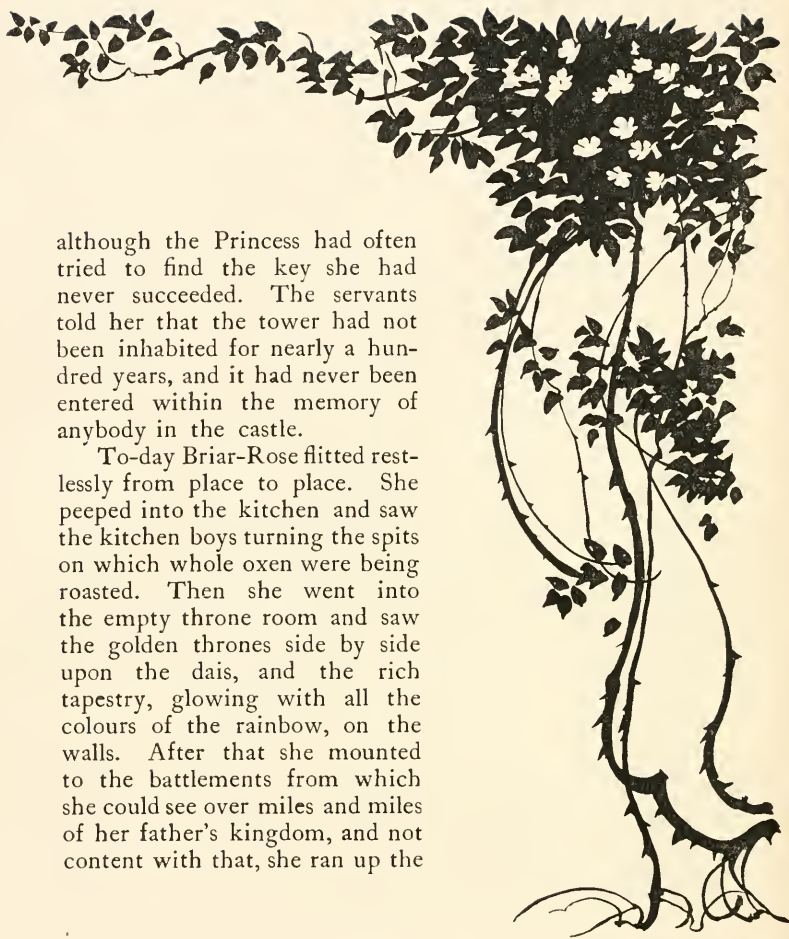 although the Princess had often
tried to find the key she had
never succeeded. The servants
told her that the tower had not
been inhabited for nearly a hun-
dred years, and it had never been
entered within the memory of
anybody in the castle.
To-day Briar-Rose flitted rest-
lessly from place to place. She
peeped into the kitchen and saw
the kitchen boys turning the spits
on which whole oxen were being
roasted. Then she went into
the empty throne room and saw
the golden thrones side by side
upon the dais, and the rich
tapestry, glowing with all the
colours of the rainbow, on the
walls. After that she mounted
to the battlements from which
she could see over miles and miles
of her father's kingdom, and not
content with that, she ran up the